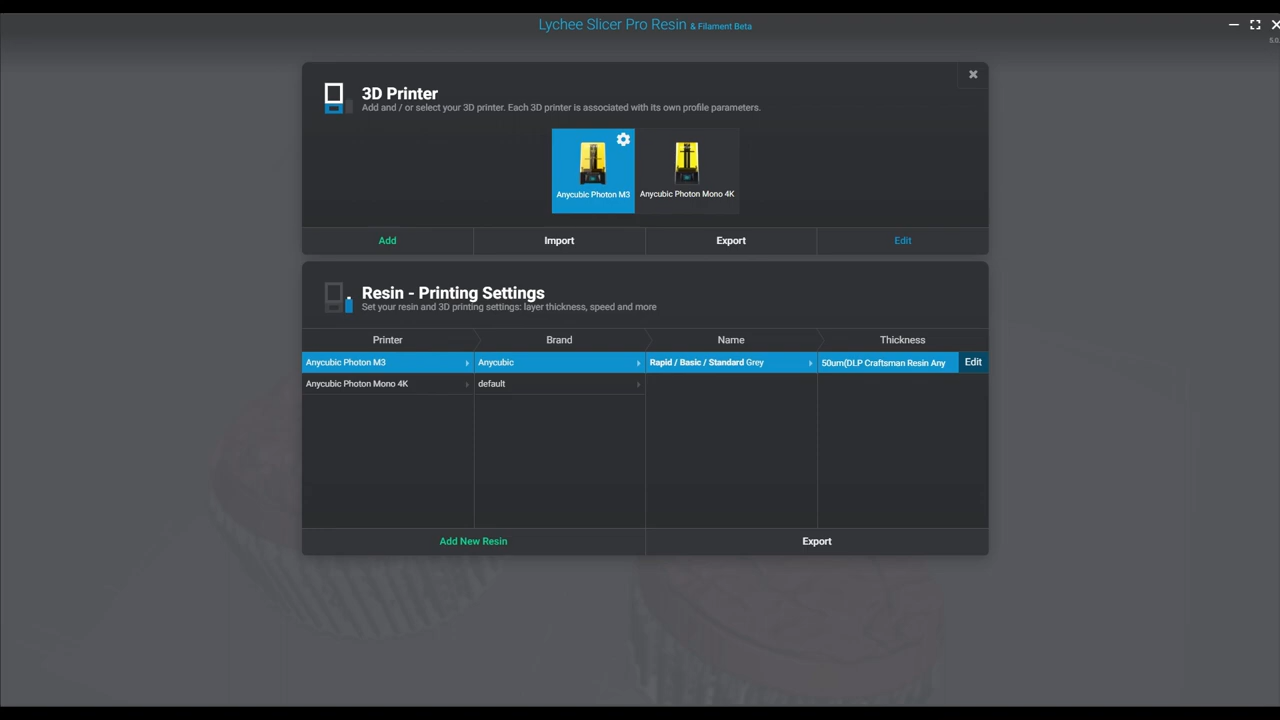 Lychee Slicer Pro Resin & Filament Beta
3D Printer
Add and / or select your 3D printer. Each 3D printer is associated with its own profile parameters.
Anycubic Photon M3
Anycubic Photon Mono 4K
Add
Import
Export
Edit
Resin - Printing Settings
Set your resin and 3D printing settings: layer thickness, speed and more
Printer
Brand
Name
Thickness
Anycubic Photon M3
Anycubic
Rapid / Basic / Standard Grey
50um(DLP Craftsman Resin Any
Edit
Anycubic Photon Mono 4K
default
Add New Resin
Export